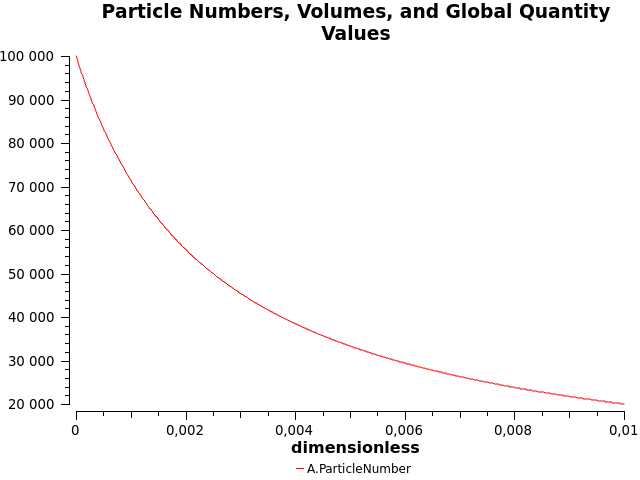 Particle Numbers, Volumes, and Global Quantity
Values
100 000
90 000
80 000
70 000
60 000
50 000
40 000
30 000
20 000
0 0,002 0,004 0,006 0,008 0,01
dimensionless
A.ParticleNumber